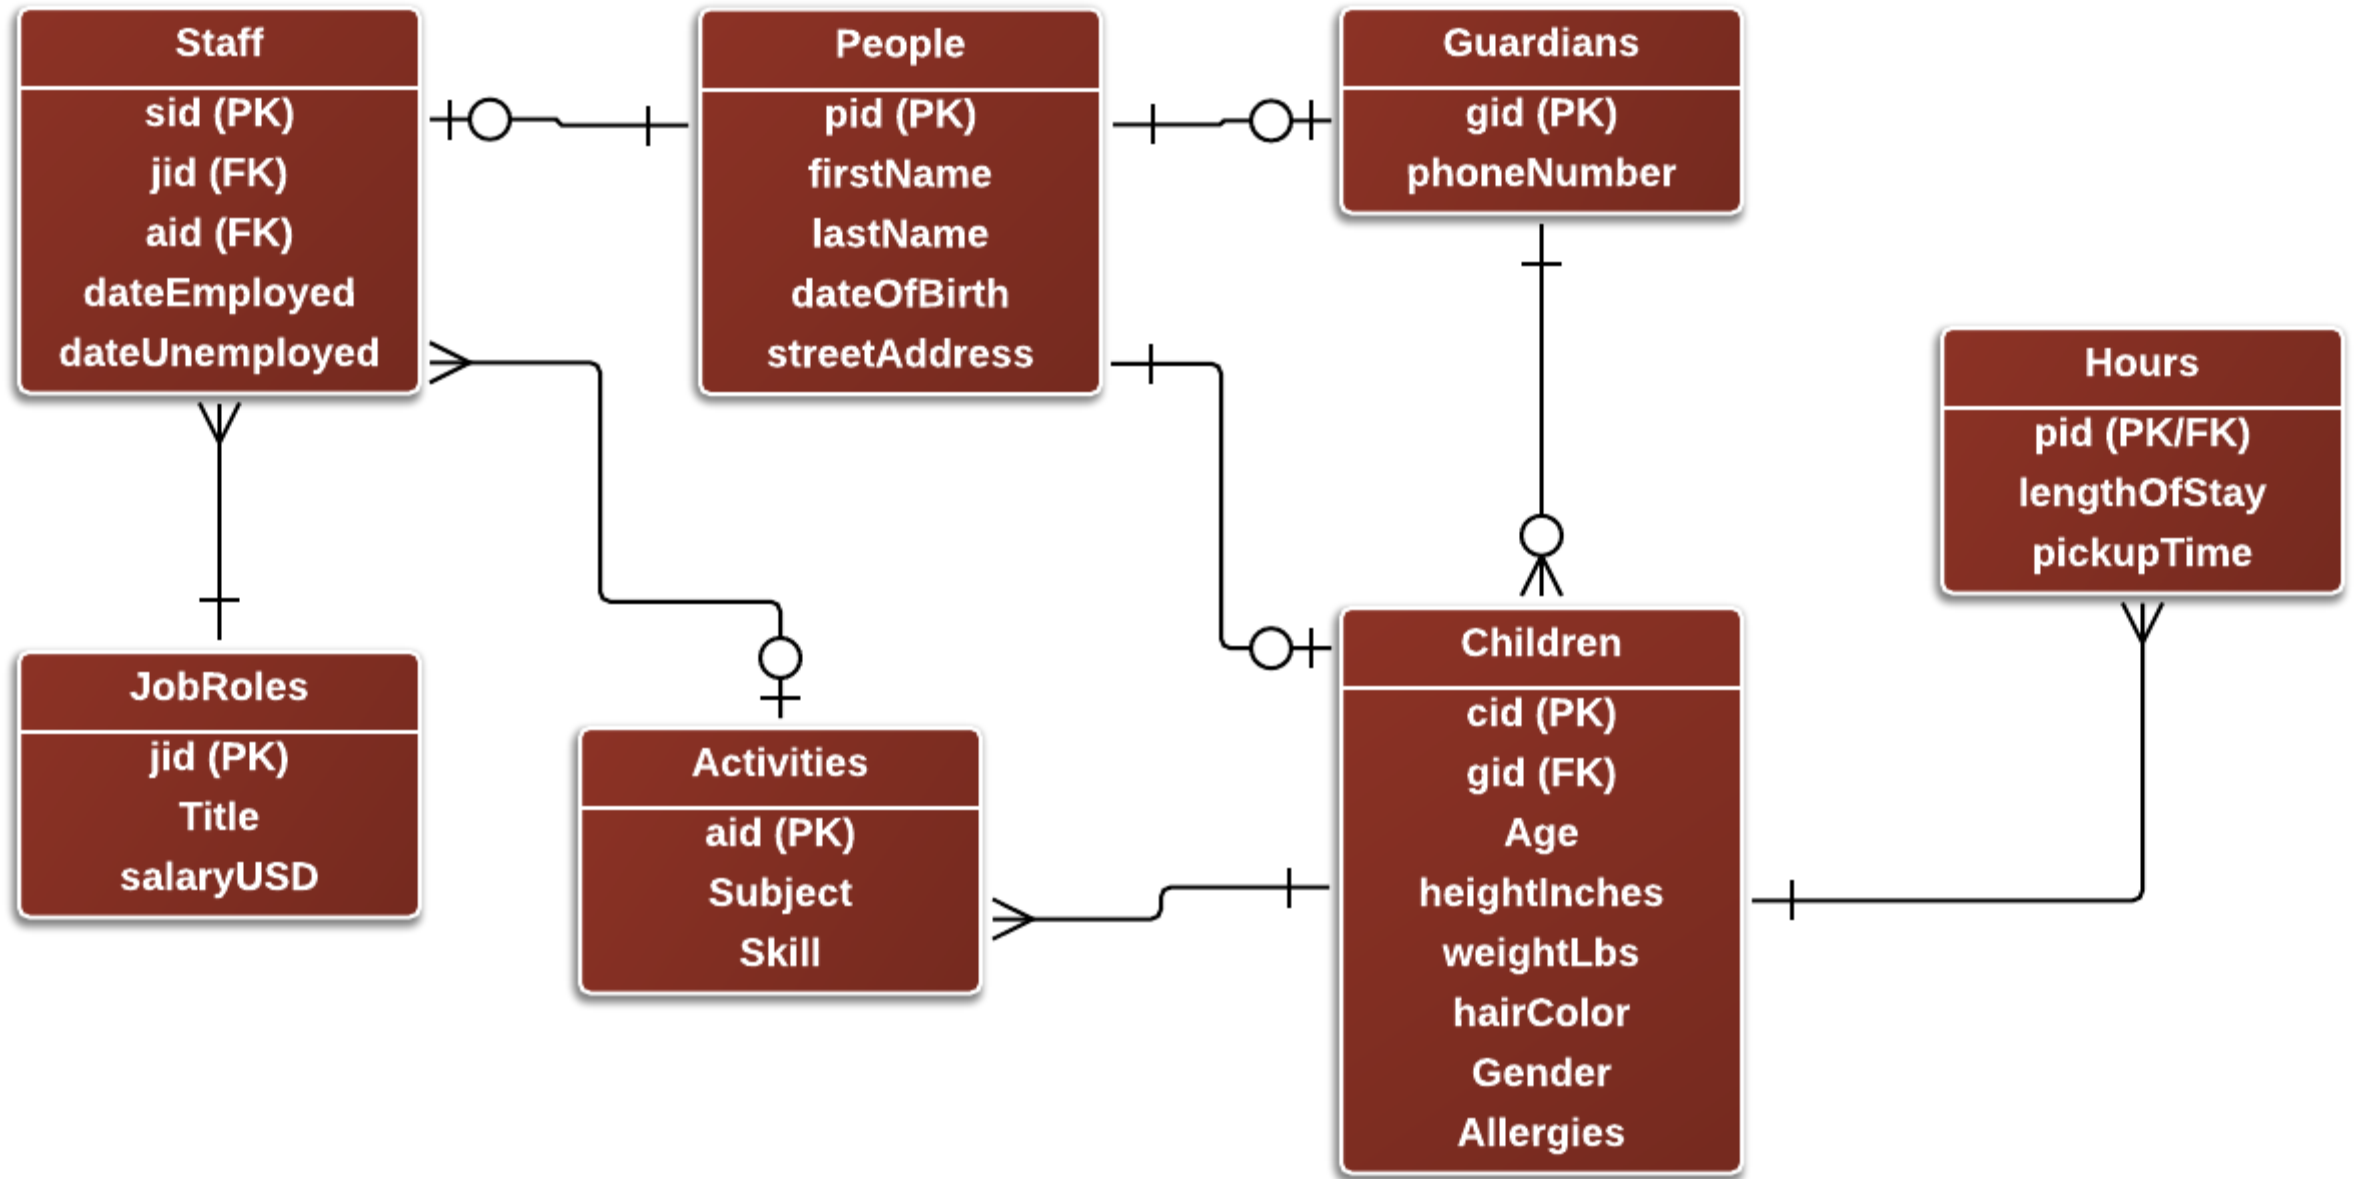 Staff
sid (PK)
jid (FK)
aid (FK)
dateEmployed
dateUnemployed
People
pid (PK)
firstName
lastName
dateOfBirth
streetAddress
Guardians
gid (PK)
phoneNumber
Hours
pid (PK/FK)
lengthOfStay
pickupTime
JobRoles
jid (PK)
Title
salaryUSD
Activities
aid (PK)
Subject
Skill
Children
cid (PK)
gid (FK)
Age
heightInches
weightLbs
hairColor
Gender
Allergies